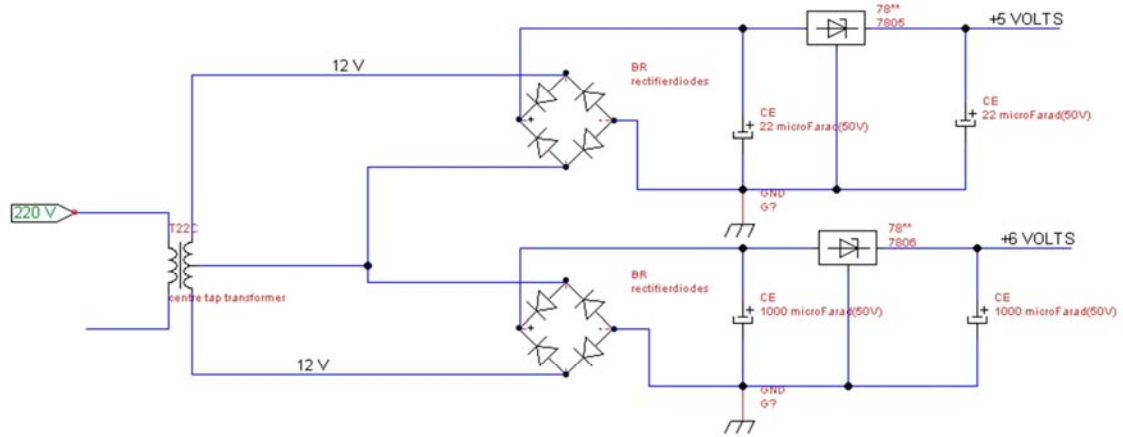 78**
7805
+5 VOLTS
12 V
BR
rectifierdiodes
+
-
CE
+
22 microFarad(50V)
CE
+
22 microFarad(50V)
GND
G?
220 V
T22C
centre tap transformer
78**
7806
+6 VOLTS
BR
rectifierdiodes
+
-
CE
+
1000 microFarad(50V)
CE
+
1000 microFarad(50V)
12 V
GND
G?